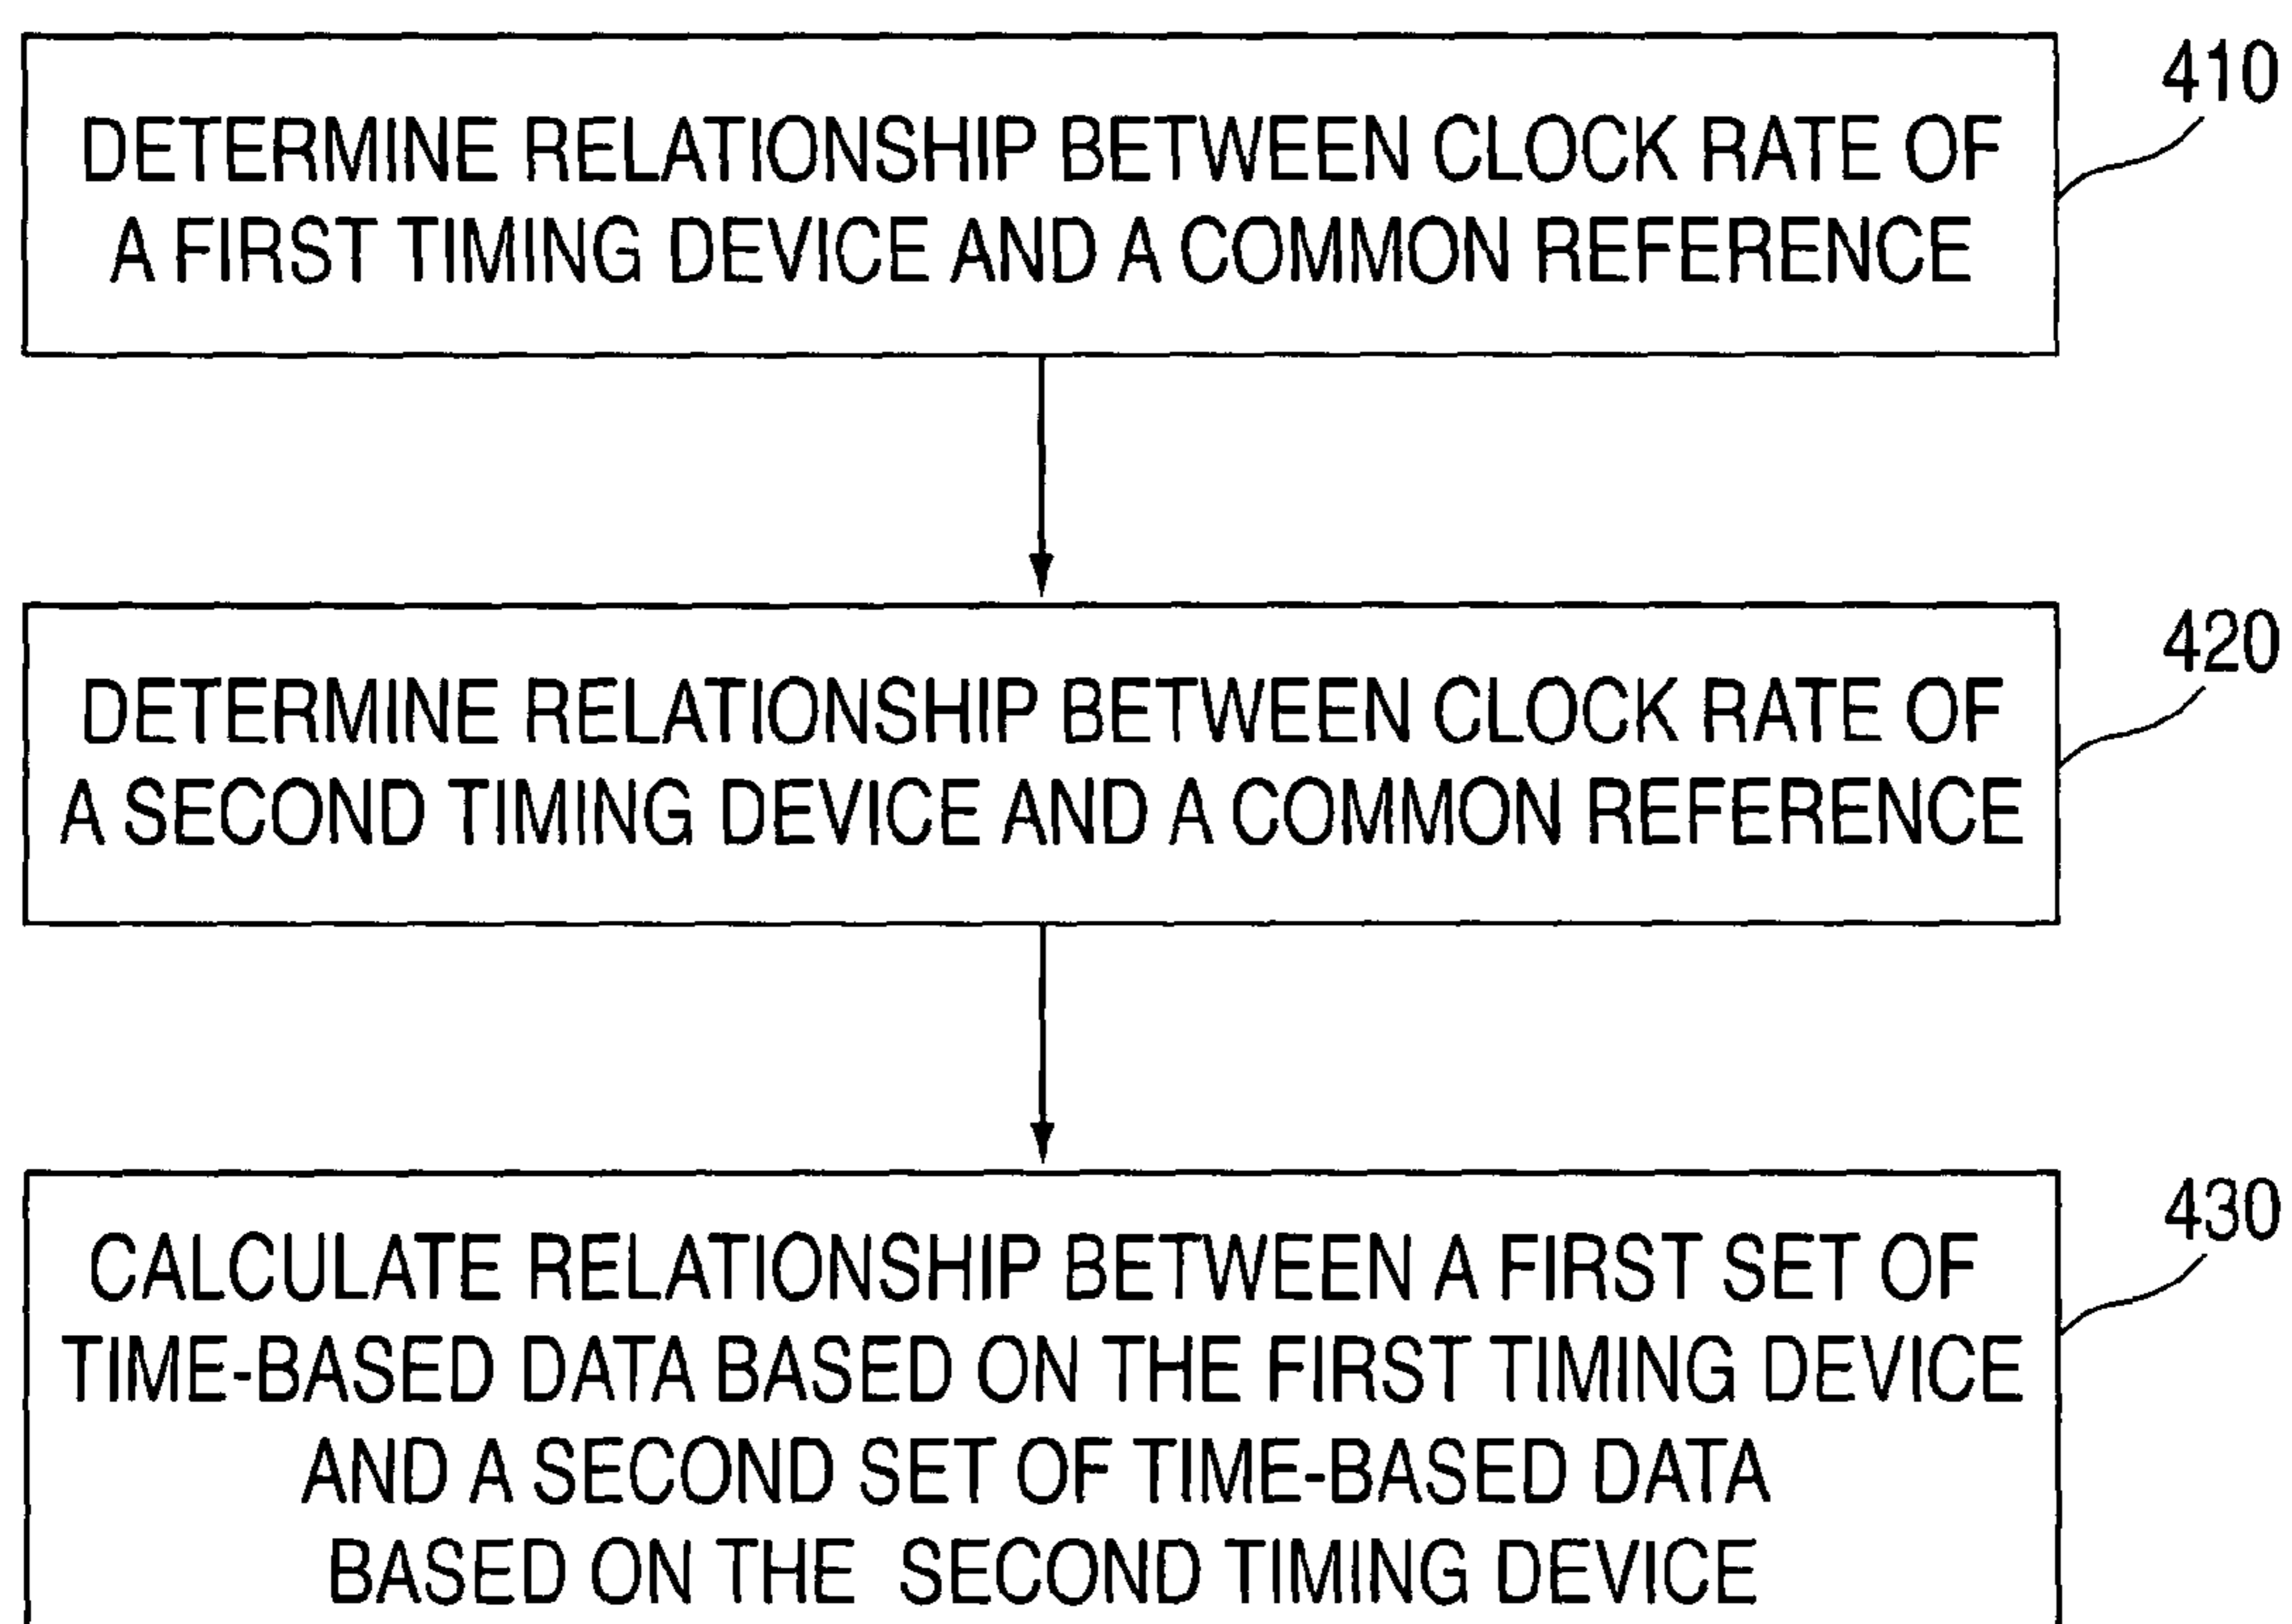 410
DETERMINE RELATIONSHIP BETWEEN CLOCK RATE OF
A FIRST TIMING DEVICE AND A COMMON REFERENCE
420
DETERMINE RELATIONSHIP BETWEEN CLOCK RATE OF
A SECOND TIMING DEVICE AND A COMMON REFERENCE
430
CALCULATE RELATIONSHIP BETWEEN A FIRST SET OF
TIME-BASED DATA BASED ON THE FIRST TIMING DEVICE
AND A SECOND SET OF TIME-BASED DATA
BASED ON THE SECOND TIMING DEVICE